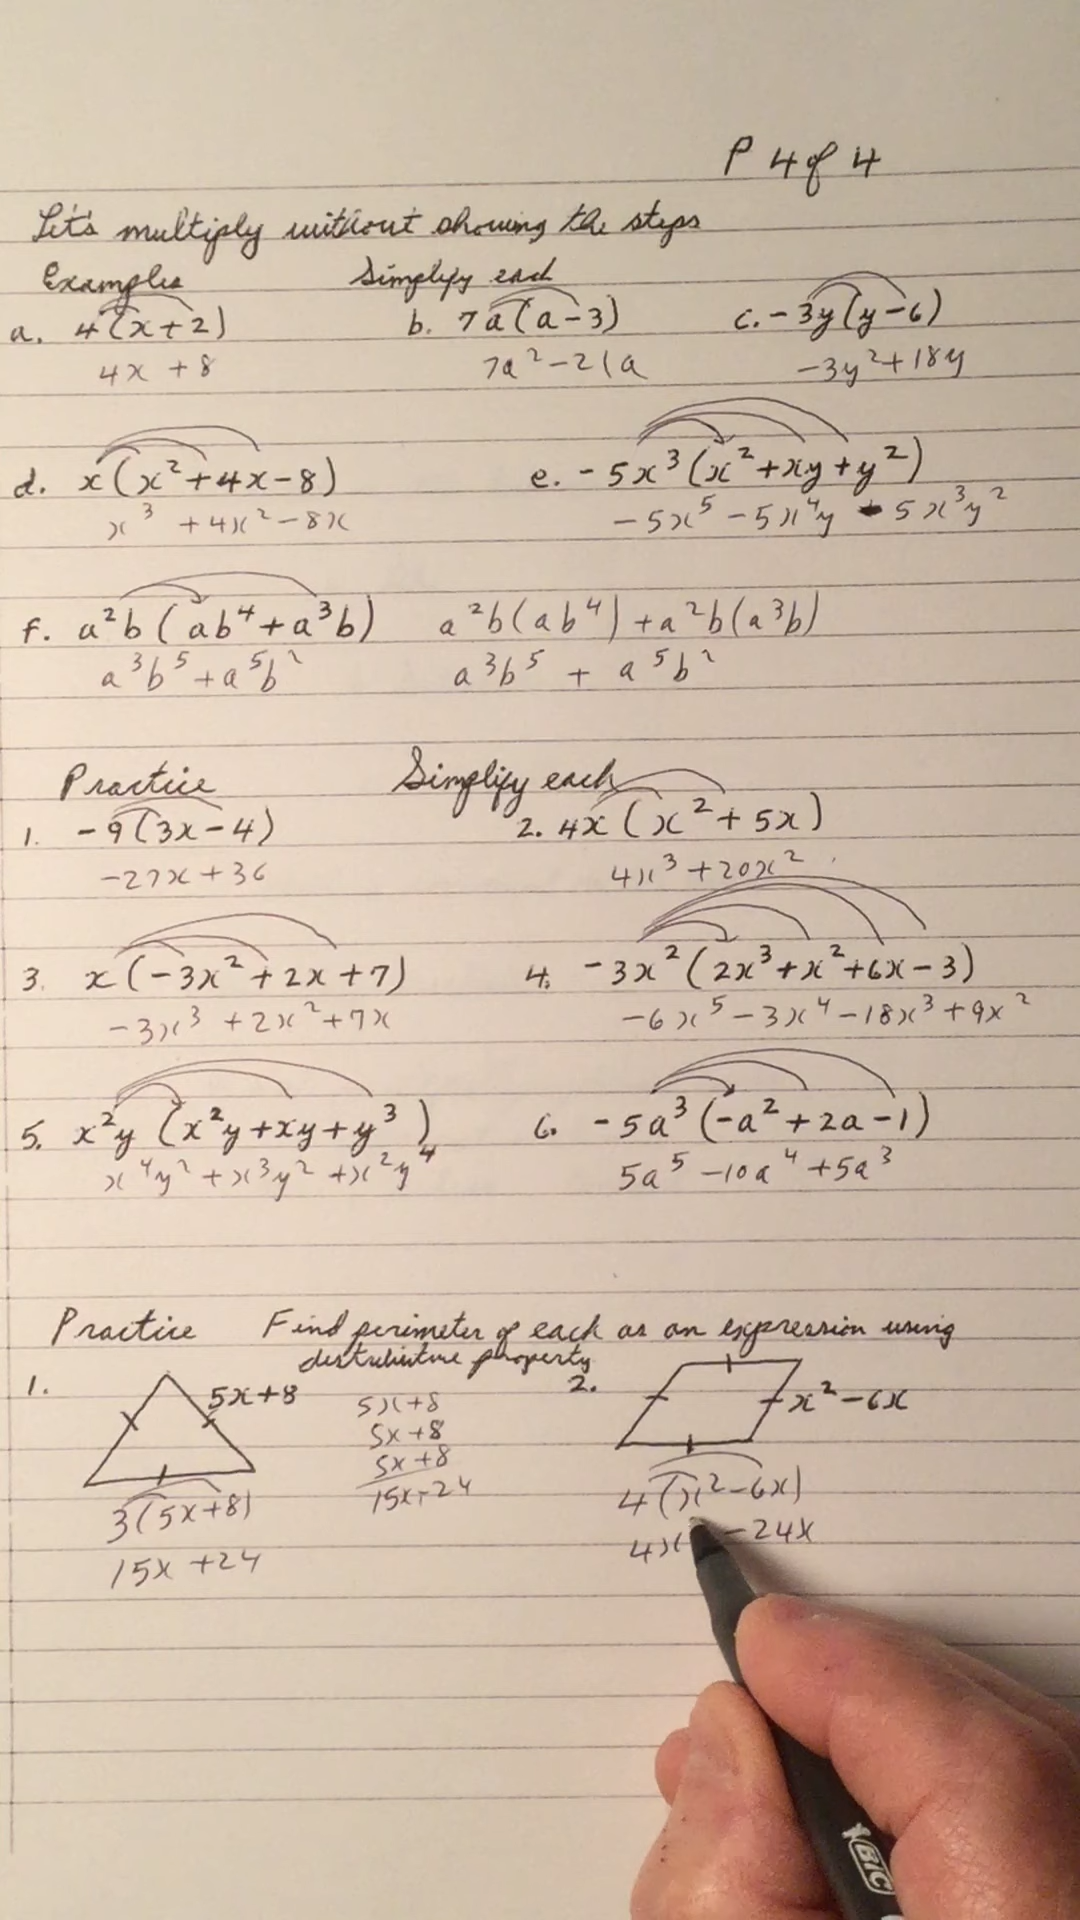 P 4 of 4
Let's multiply without showing the steps
Examples Simplify each
a. 4(x+2) b. 7a(a-3) c. -3y(y-6)
4x + 8 7a²-21a -3y²+18y
d. x(x²+4x-8) e. -5x³(x²+xy+y²)
x³ +4x²-8x -5x⁵ -5x⁴y - 5x³y²
f. a²b(ab⁴+a³b) a²b(ab⁴)+a²b(a³b)
a³b⁵+a⁵b² a³b⁵ + a⁵b²
Practice Simplify each
1. -9(3x-4) 2. 4x(x²+5x)
-27x+36 4x³+20x²
3. x(-3x²+2x+7) 4. -3x²(2x³+x²+6x-3)
-3x³+2x²+7x -6x⁵-3x⁴-18x³+9x²
5. x²y(x²y+xy+y³) 6. -5a³(-a²+2a-1)
x⁴y²+x³y²+x²y⁴ 5a⁵-10a⁴+5a³
Practice Find perimeter of each as an expression using
distributive property
1. 5x+8 5x+8 2. x²-6x
5x+8
5x+8
3(5x+8) 15x+24 4(x²-6x)
15x+24 4x -24x
BIC